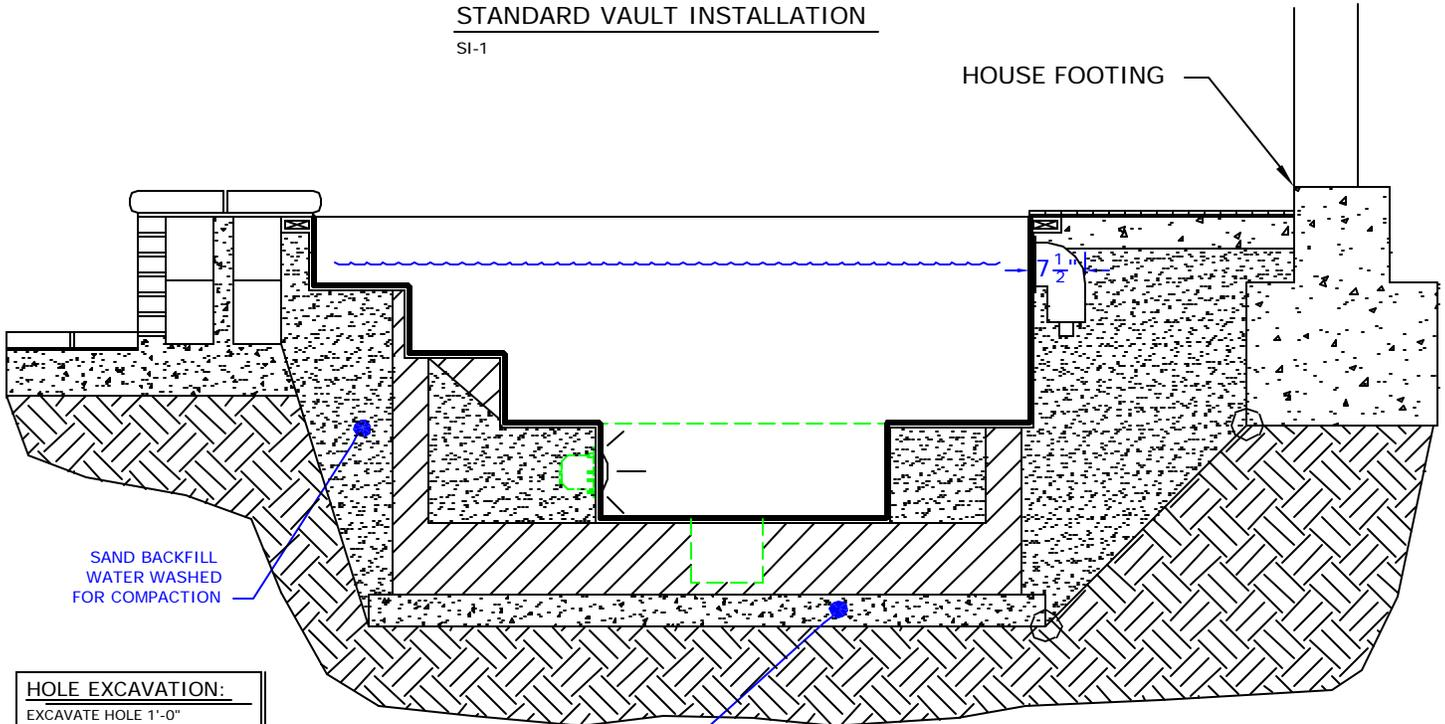 STANDARD VAULT INSTALLATION
SI-1
HOUSE FOOTING
7 1/2"
SAND BACKFILL
WATER WASHED
FOR COMPACTION
HOLE EXCAVATION:
EXCAVATE HOLE 1'-0"